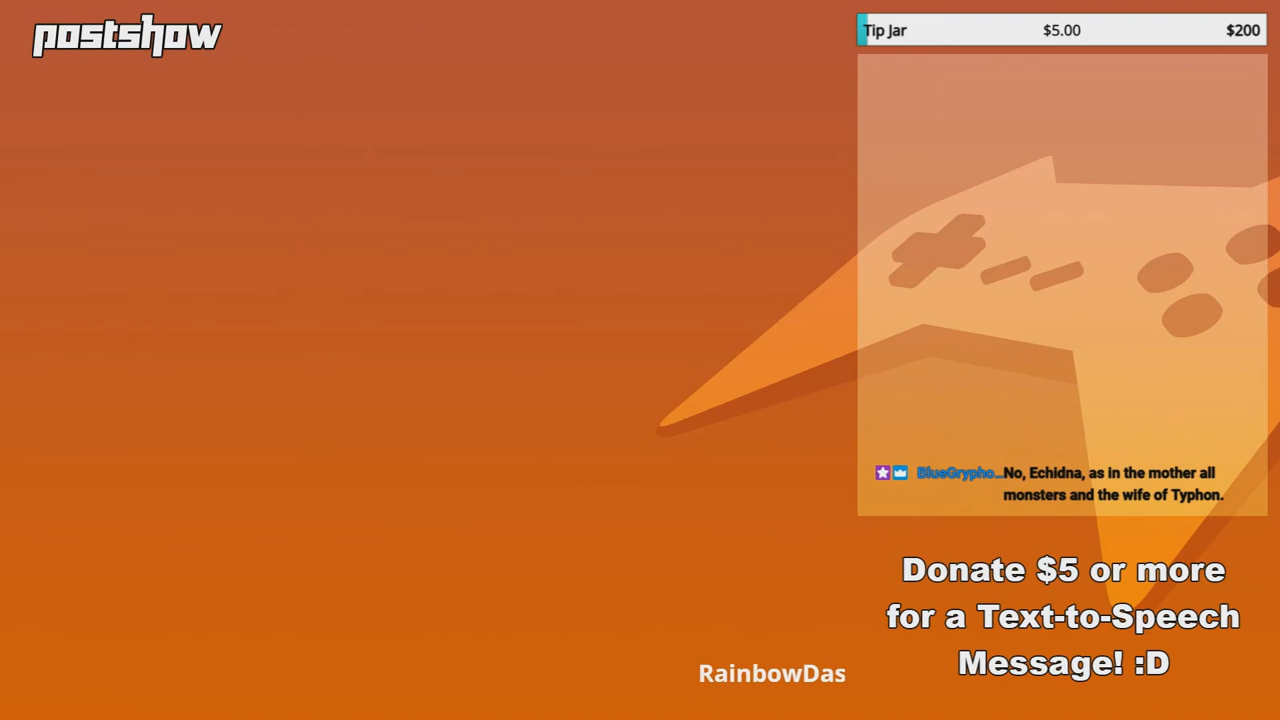 postshow
Tip Jar $5.00 $200
BlueGrypho... No, Echidna, as in the mother all
monsters and the wife of Typhon.
Donate $5 or more
for a Text-to-Speech
Message! :D
RainbowDas